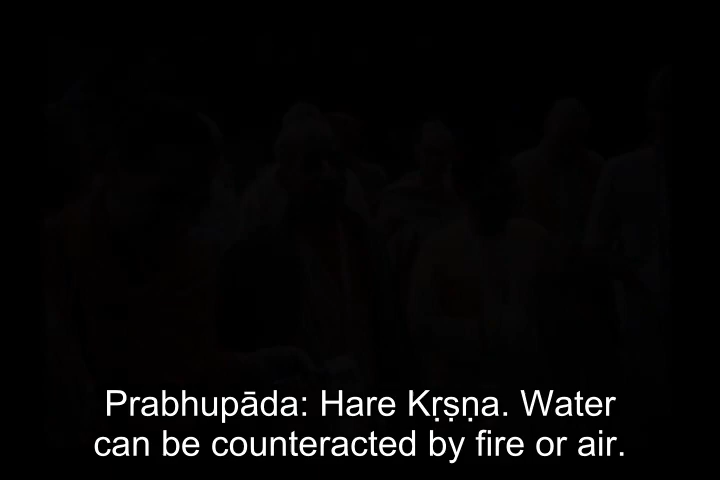 Prabhupāda: Hare Kṛṣṇa. Water
can be counteracted by fire or air.